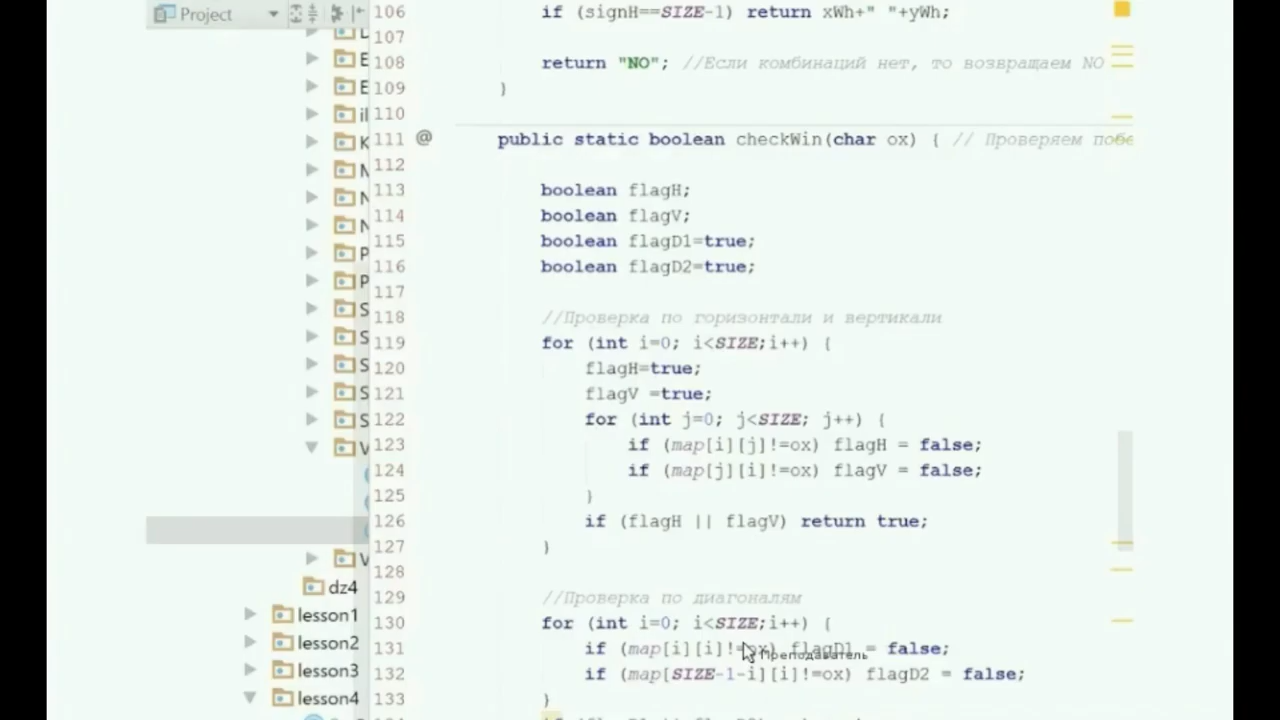 Project
106 if (signH==SIZE-1) return xWh+" "+yWh;
107
108 return "NO"; //Если комбинаций нет, то возвращаем NO
109 }
110
111 @ public static boolean checkWin(char ox) { // Проверяем побе
112
113 boolean flagH;
114 boolean flagV;
115 boolean flagD1=true;
116 boolean flagD2=true;
117
118 //Проверка по горизонтали и вертикали
119 for (int i=0; i<SIZE;i++) {
120 flagH=true;
121 flagV =true;
122 for (int j=0; j<SIZE; j++) {
123 if (map[i][j]!=ox) flagH = false;
124 if (map[j][i]!=ox) flagV = false;
125 }
126 if (flagH || flagV) return true;
127 }
128
129 //Проверка по диагоналям
130 for (int i=0; i<SIZE;i++) {
131 if (map[i][i]!=ox) flagD1 = false;
Преподаватель
132 if (map[SIZE-1-i][i]!=ox) flagD2 = false;
133 }
dz4
lesson1
lesson2
lesson3
lesson4